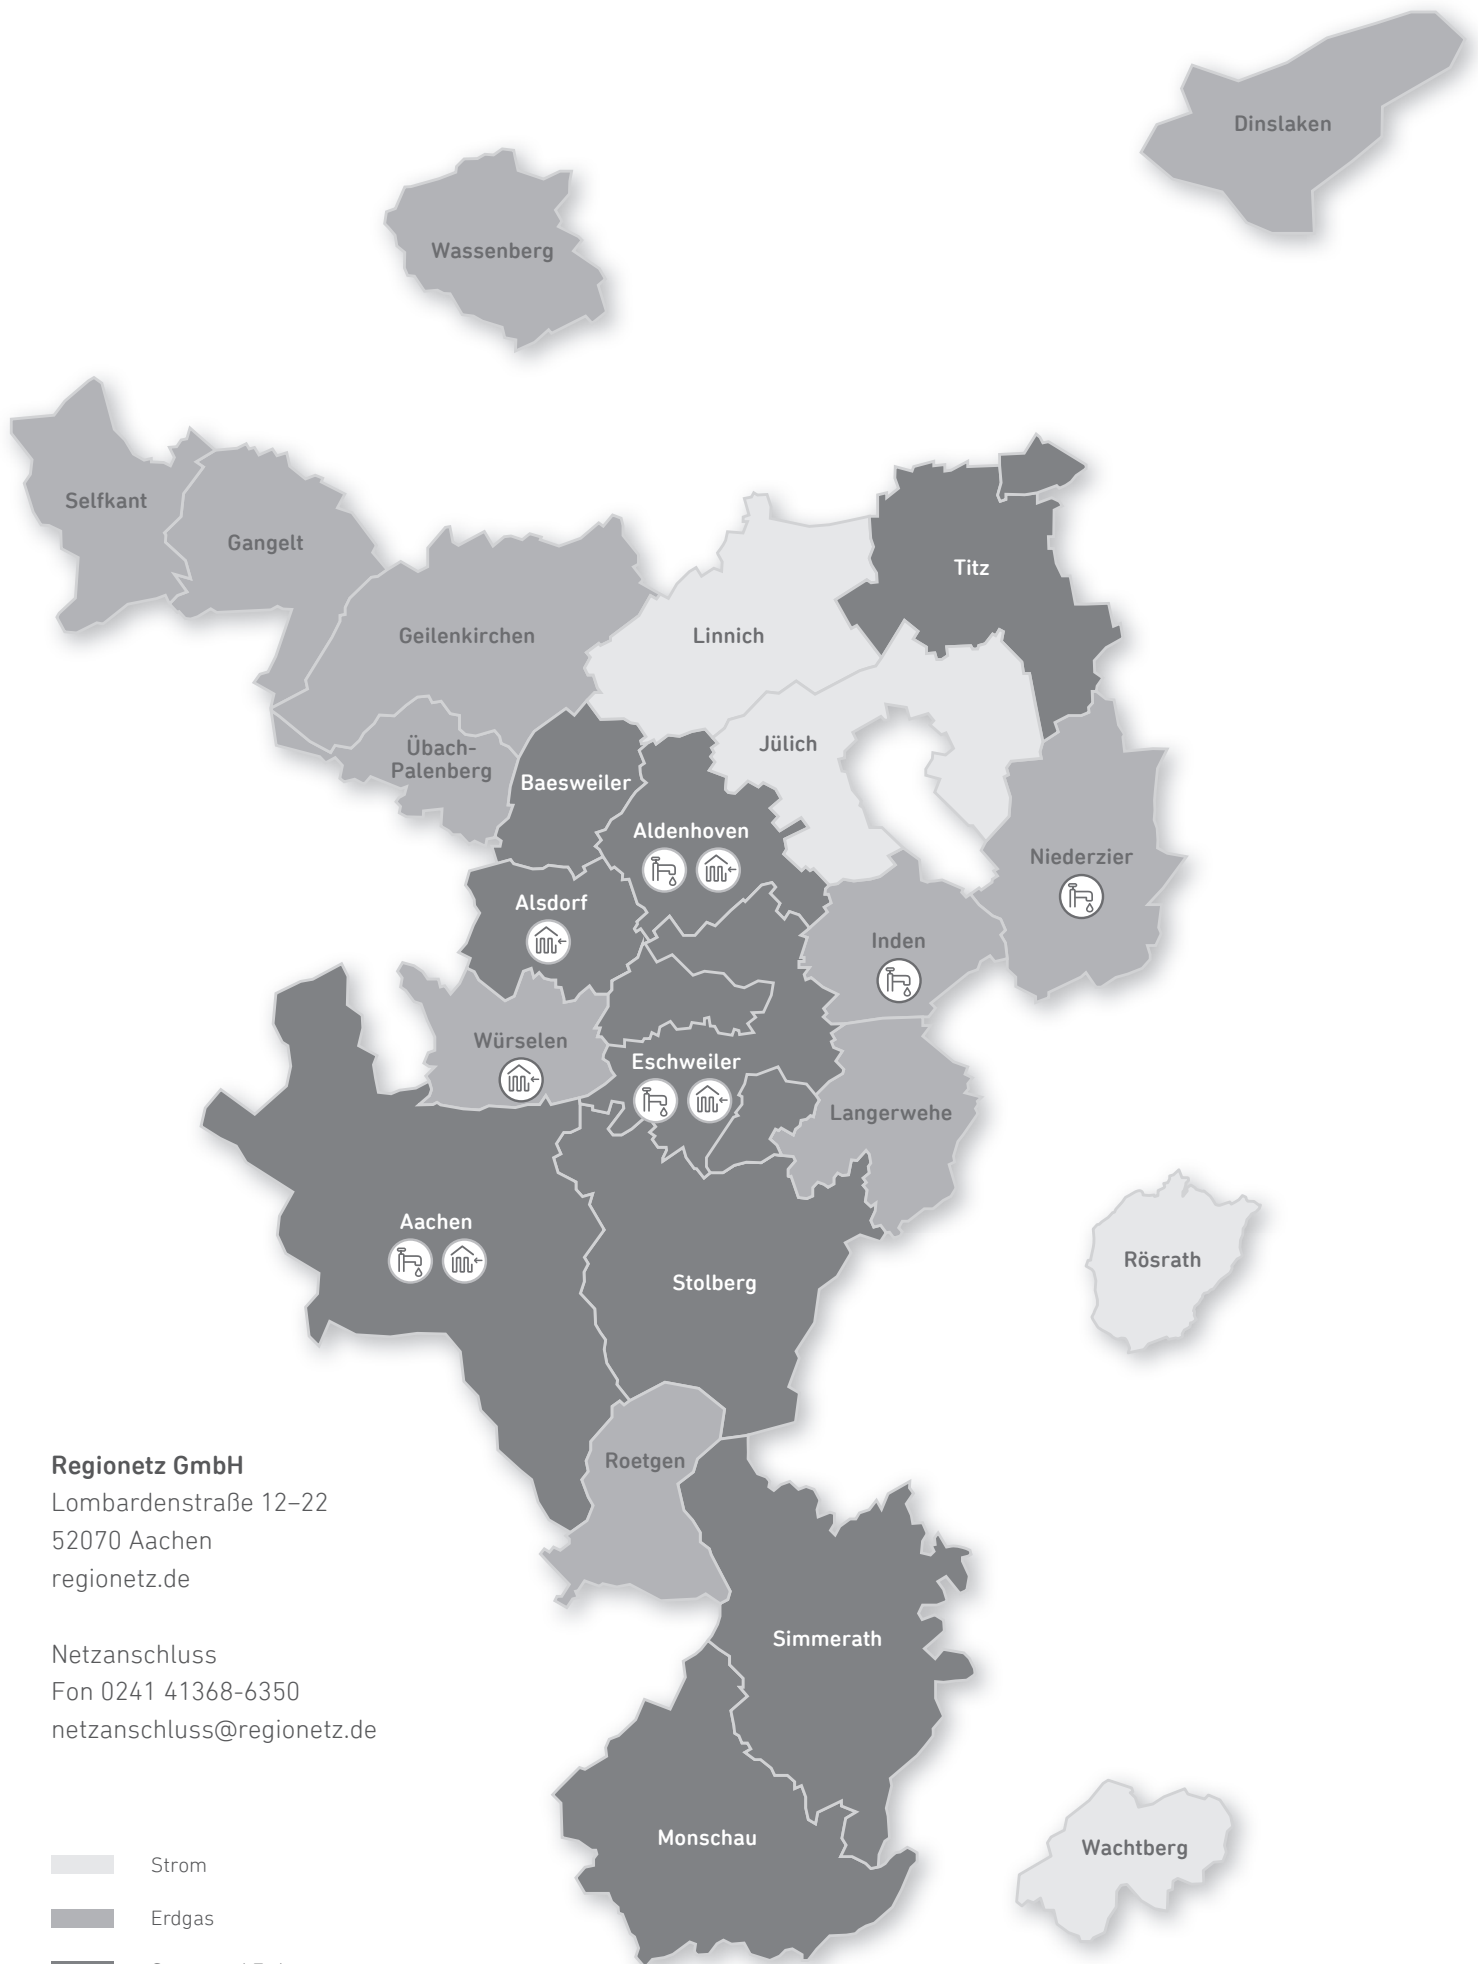 Dinslaken
Wassenberg
Selfkant
Gangelt
Titz
Geilenkirchen
Linnich
Übach-
Palenberg
Jülich
Baesweiler
Aldenhoven
Niederzier
Alsdorf
Inden
Würselen
Eschweiler
Langerwehe
Aachen
Rösrath
Stolberg
Roetgen
Simmerath
Monschau
Wachtberg
Regionetz GmbH
Lombardenstraße 12–22
52070 Aachen
regionetz.de
Netzanschluss
Fon 0241 41368-6350
netzanschluss@regionetz.de
Strom
Erdgas